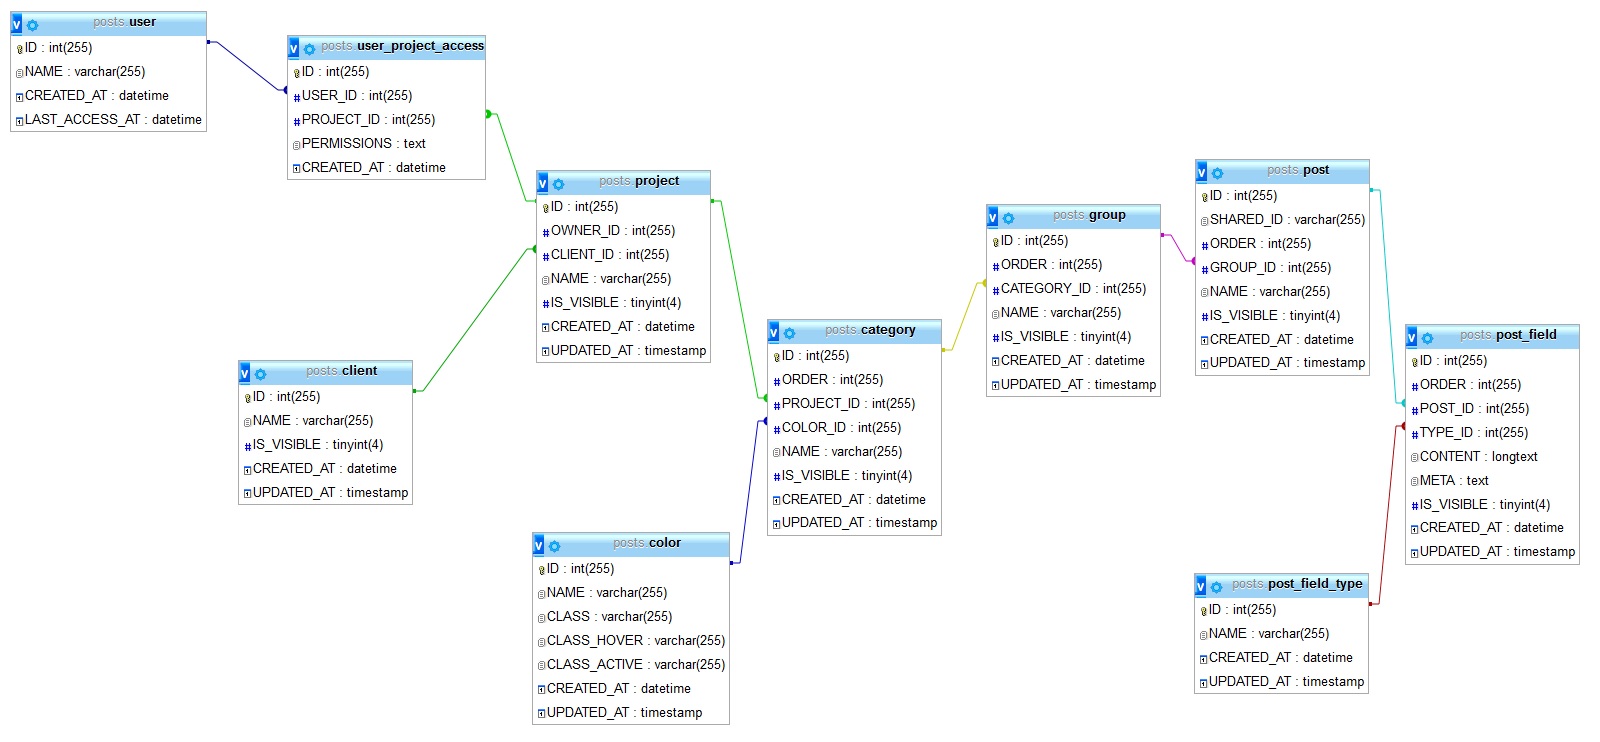 posts.user
ID : int(255)
NAME : varchar(255)
CREATED_AT : datetime
LAST_ACCESS_AT : datetime
posts.user_project_access
ID : int(255)
USER_ID : int(255)
PROJECT_ID : int(255)
PERMISSIONS : text
CREATED_AT : datetime
posts.project
ID : int(255)
OWNER_ID : int(255)
CLIENT_ID : int(255)
NAME : varchar(255)
IS_VISIBLE : tinyint(4)
CREATED_AT : datetime
UPDATED_AT : timestamp
posts.client
ID : int(255)
NAME : varchar(255)
IS_VISIBLE : tinyint(4)
CREATED_AT : datetime
UPDATED_AT : timestamp
posts.color
ID : int(255)
NAME : varchar(255)
CLASS : varchar(255)
CLASS_HOVER : varchar(255)
CLASS_ACTIVE : varchar(255)
CREATED_AT : datetime
UPDATED_AT : timestamp
posts.category
ID : int(255)
ORDER : int(255)
PROJECT_ID : int(255)
COLOR_ID : int(255)
NAME : varchar(255)
IS_VISIBLE : tinyint(4)
CREATED_AT : datetime
UPDATED_AT : timestamp
posts.group
ID : int(255)
ORDER : int(255)
CATEGORY_ID : int(255)
NAME : varchar(255)
IS_VISIBLE : tinyint(4)
CREATED_AT : datetime
UPDATED_AT : timestamp
posts.post
ID : int(255)
SHARED_ID : varchar(255)
ORDER : int(255)
GROUP_ID : int(255)
NAME : varchar(255)
IS_VISIBLE : tinyint(4)
CREATED_AT : datetime
UPDATED_AT : timestamp
posts.post_field
ID : int(255)
ORDER : int(255)
POST_ID : int(255)
TYPE_ID : int(255)
CONTENT : longtext
META : text
IS_VISIBLE : tinyint(4)
CREATED_AT : datetime
UPDATED_AT : timestamp
posts.post_field_type
ID : int(255)
NAME : varchar(255)
CREATED_AT : datetime
UPDATED_AT : timestamp